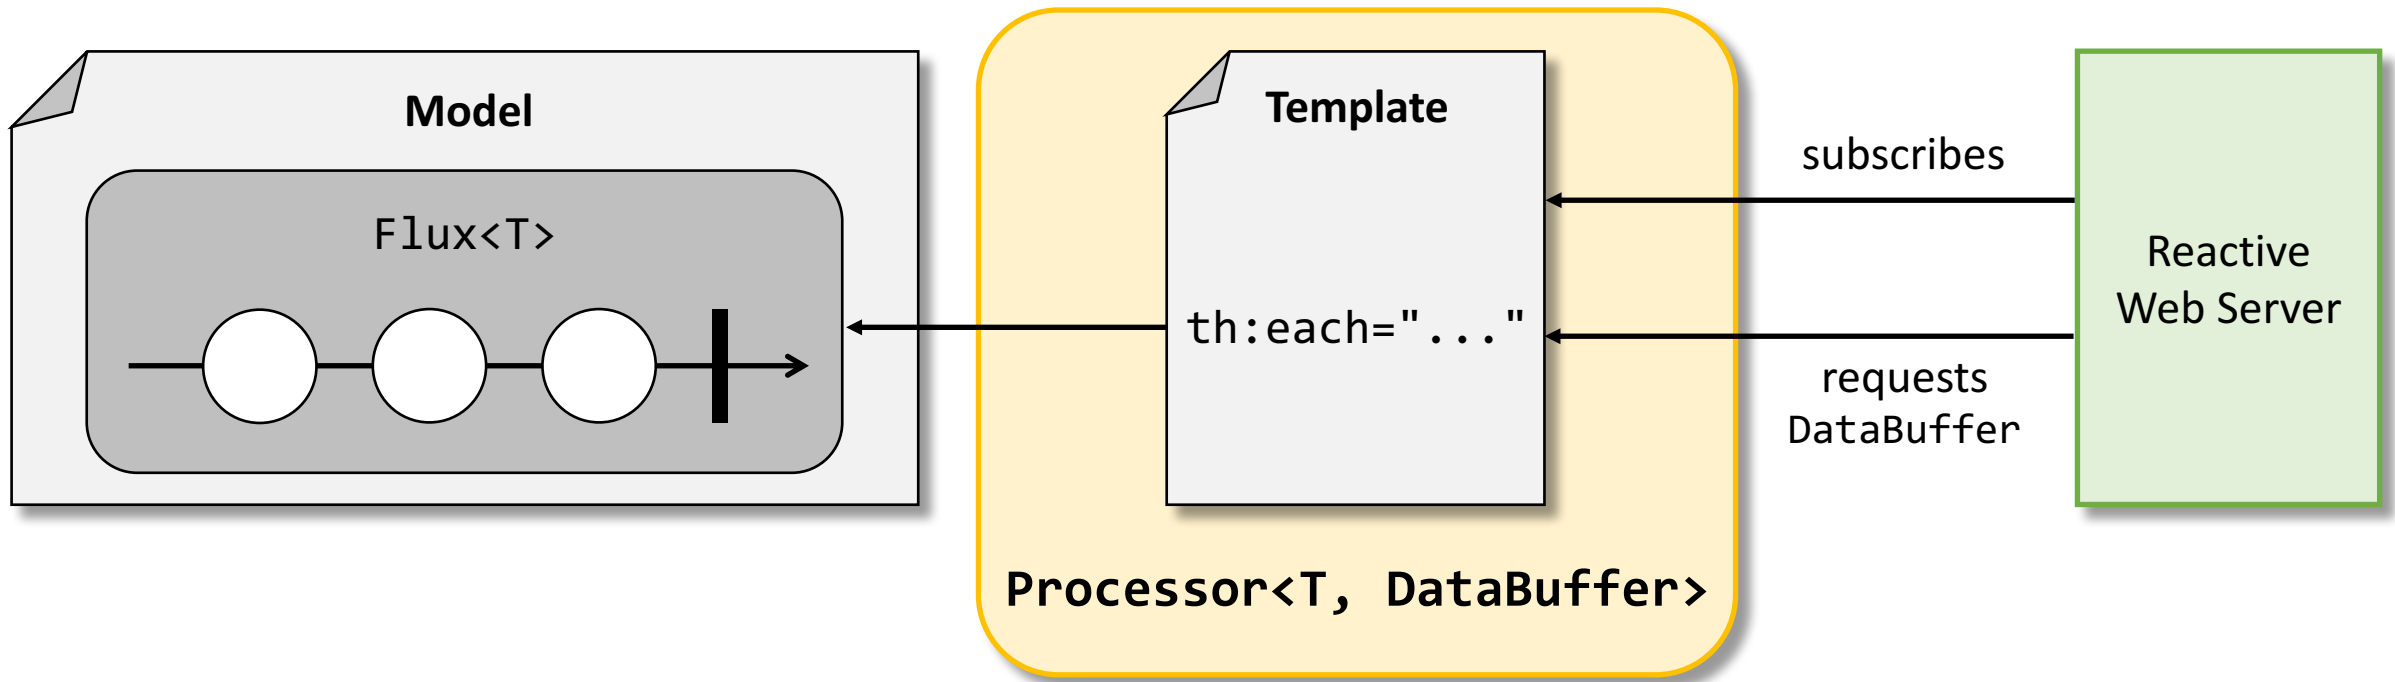 Model
Flux<T>
Template
th:each="..."
Processor<T, DataBuffer>
subscribes
requests
DataBuffer
Reactive
Web Server